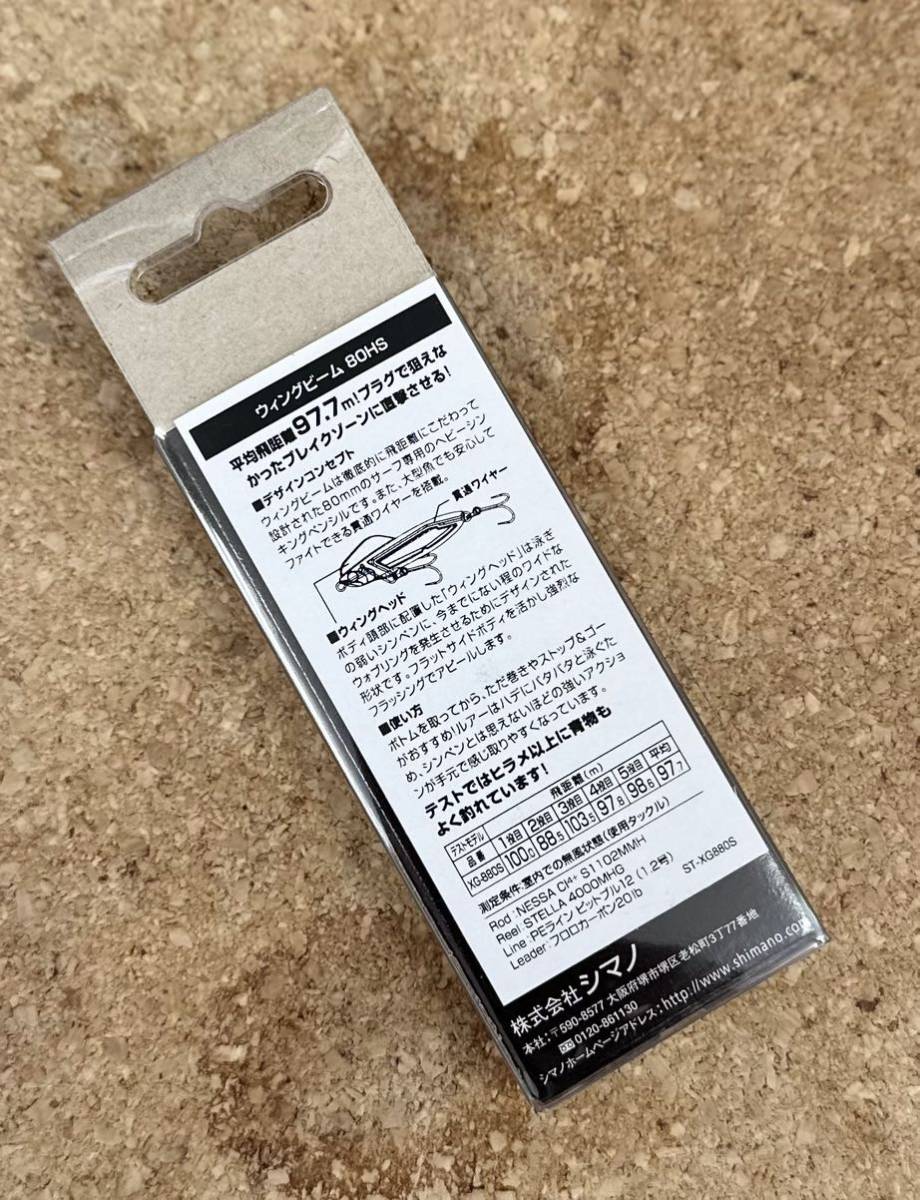 ウィングビーム 80HS
平均飛距離97.7m!プラグで狙えな
かったブレイクゾーンに直撃させる!
■デザインコンセプト
ウィングビームは徹底的に飛距離にこだわって
設計された80mmのサーフ専用のヘビーシン
キングペンシルです。また、大型魚でも安心して
ファイトできる貫通ワイヤーを搭載。
貫通ワイヤー
■ウィングヘッド
ボディ頭部に配置した「ウィングヘッド」は泳ぎ
の弱いシンペンに、今までにない程のワイドな
ウォブリングを発生させるためにデザインされた
形状です。フラットサイドボディを活かし強烈な
フラッシングでアピールします。
■使い方
ボトムを取ってから、ただ巻きやストップ&ゴー
がおすすめリルアーはハデにバタバタと泳ぐた
め、シンペンとは思えないほどの強いアクショ
ンが手元で感じ取りやすくなっています。
テストではヒラメ以上に青物も
よく釣れています!
テストモデル 飛距離(m)
品番 1投目 2投目 3投目 4投目 5投目 平均
XG-880S 100.0 88.5 103.5 97.8 98.6 97.7
測定条件:室内での無風状態(使用タックル)
Rod:NESSA CI4+ S1102MMH
Reel:STELLA 4000MHG
Line:PEライン ピットブル12 (1.2号)
Leader:フロロカーボン20lb
ST-XG880S
株式会社シマノ
本社:〒590-8577 大阪府堺市堺区老松町3丁77番地
0120-861130
シマノホームページアドレス:http://www.shimano.com